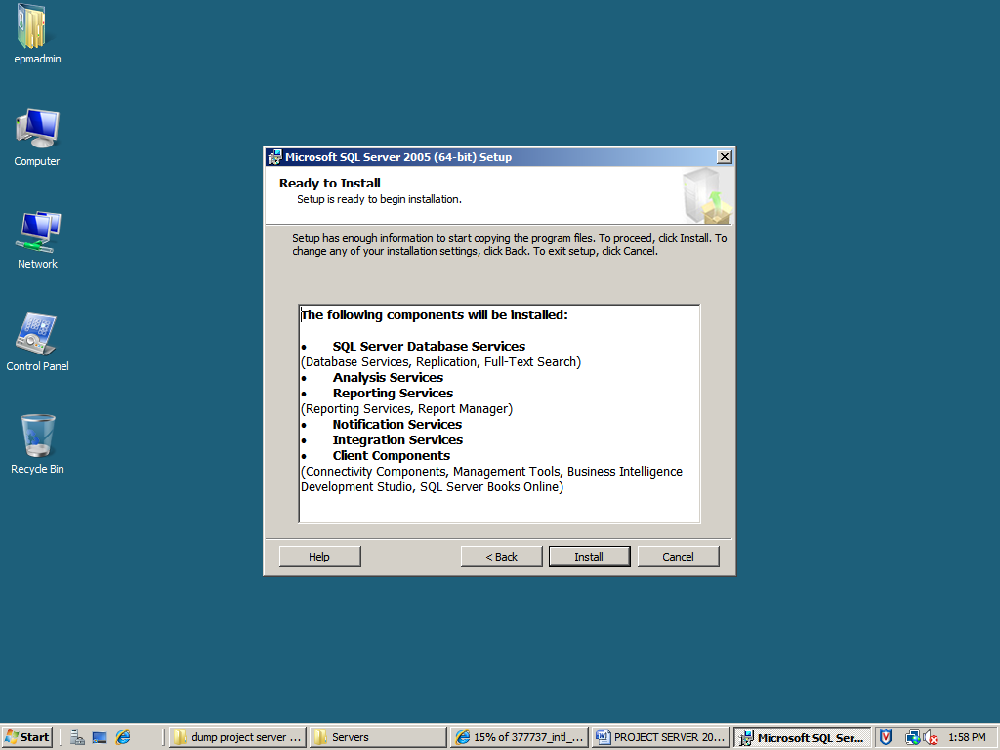 epmadmin
Computer
Network
Control Panel
Recycle Bin
Microsoft SQL Server 2005 (64-bit) Setup
Ready to Install
Setup is ready to begin installation.
Setup has enough information to start copying the program files. To proceed, click Install. To
change any of your installation settings, click Back. To exit setup, click Cancel.
The following components will be installed:
• SQL Server Database Services
(Database Services, Replication, Full-Text Search)
• Analysis Services
• Reporting Services
(Reporting Services, Report Manager)
• Notification Services
• Integration Services
• Client Components
(Connectivity Components, Management Tools, Business Intelligence
Development Studio, SQL Server Books Online)
Help
< Back
Install
Cancel
Start
dump project server ...
Servers
15% of 377737_intl_...
PROJECT SERVER 20...
Microsoft SQL Ser...
1:58 PM